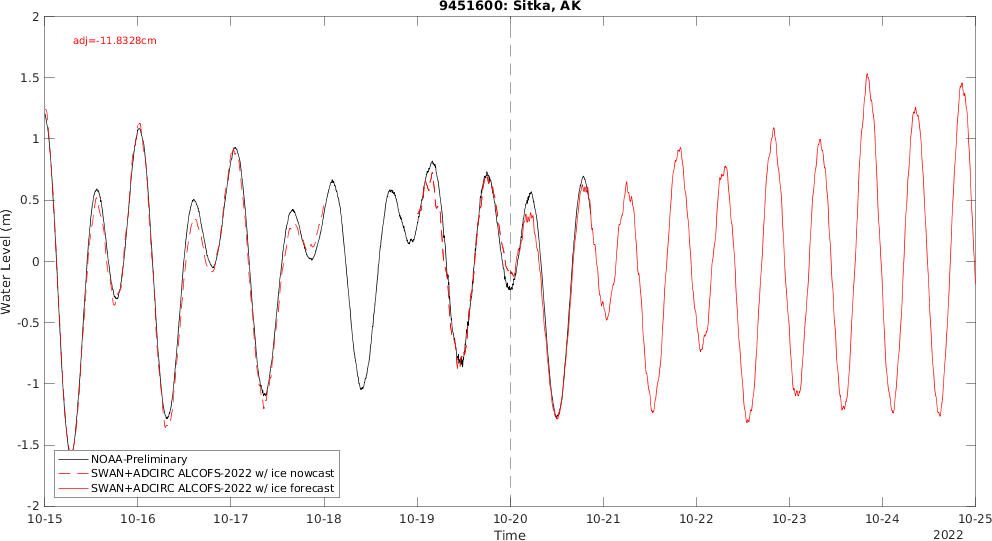 9451600: Sitka, AK
adj=-11.8328cm
Water Level (m)
2
1.5
1
0.5
0
-0.5
-1
-1.5
-2
NOAA-Preliminary
SWAN+ADCIRC ALCOFS-2022 w/ ice nowcast
SWAN+ADCIRC ALCOFS-2022 w/ ice forecast
10-15 10-16 10-17 10-18 10-19 10-20 10-21 10-22 10-23 10-24 10-25
Time
2022